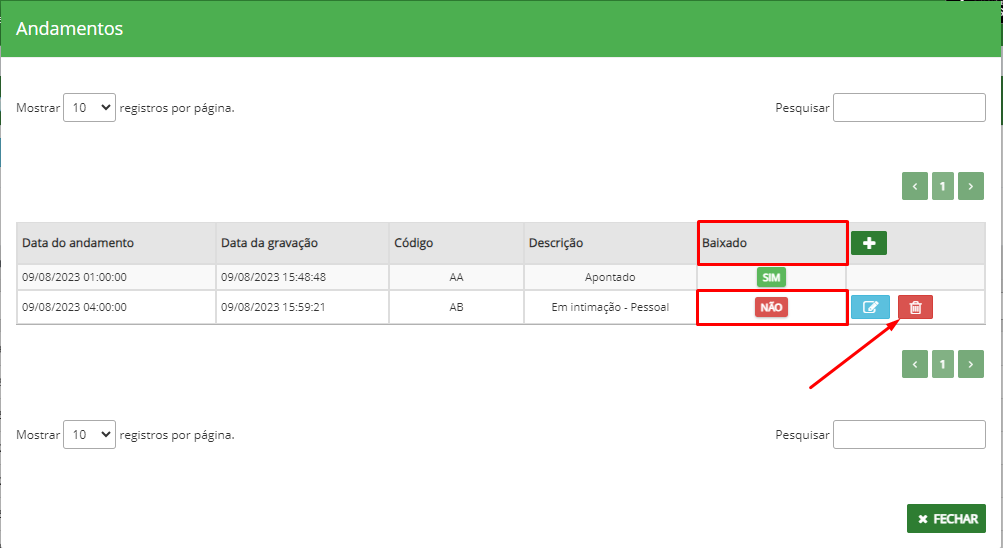 Andamentos
Mostrar 10 registros por página. Pesquisar
‹ 1 ›
Data do andamento Data da gravação Código Descrição Baixado +
09/08/2023 01:00:00 09/08/2023 15:48:48 AA Apontado SIM
09/08/2023 04:00:00 09/08/2023 15:59:21 AB Em intimação - Pessoal NÃO
‹ 1 ›
Mostrar 10 registros por página. Pesquisar
× FECHAR